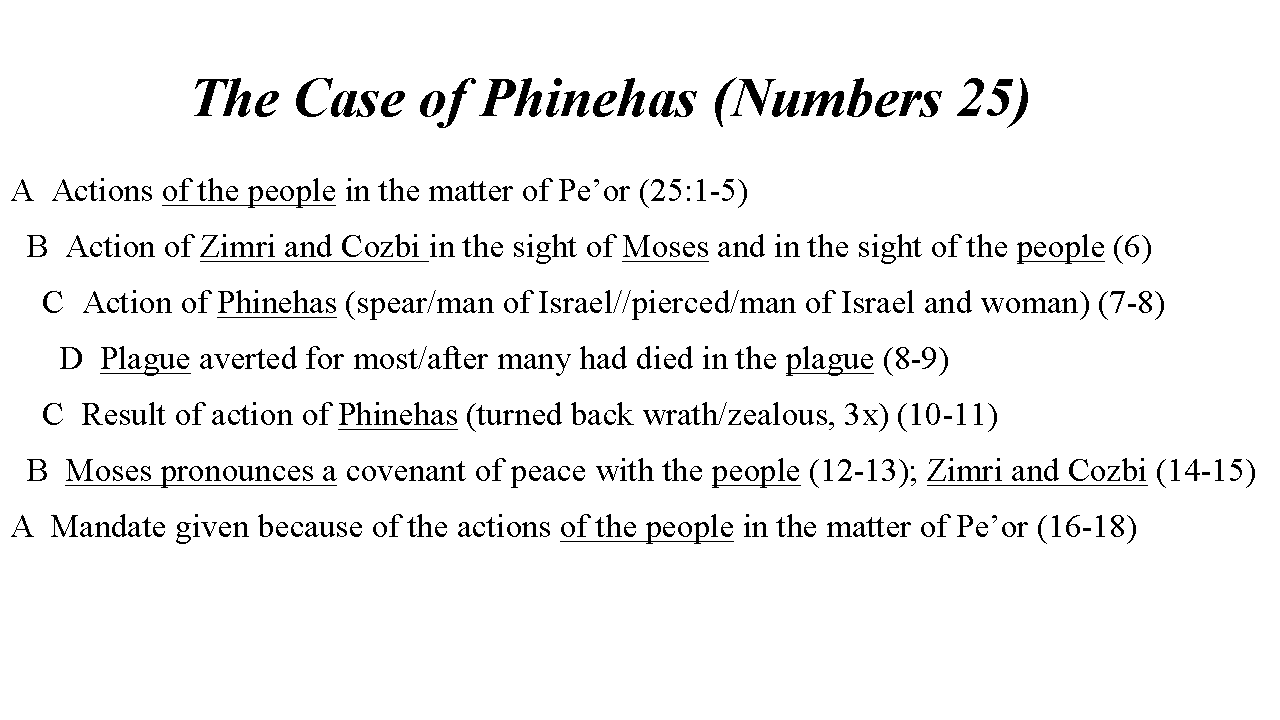 The Case of Phinehas (Numbers 25)
A Actions of the people in the matter of Pe’or (25:1-5)
B Action of Zimri and Cozbi in the sight of Moses and in the sight of the people (6)
C Action of Phinehas (spear/man of Israel//pierced/man of Israel and woman) (7-8)
D Plague averted for most/after many had died in the plague (8-9)
C Result of action of Phinehas (turned back wrath/zealous, 3x) (10-11)
B Moses pronounces a covenant of peace with the people (12-13); Zimri and Cozbi (14-15)
A Mandate given because of the actions of the people in the matter of Pe’or (16-18)